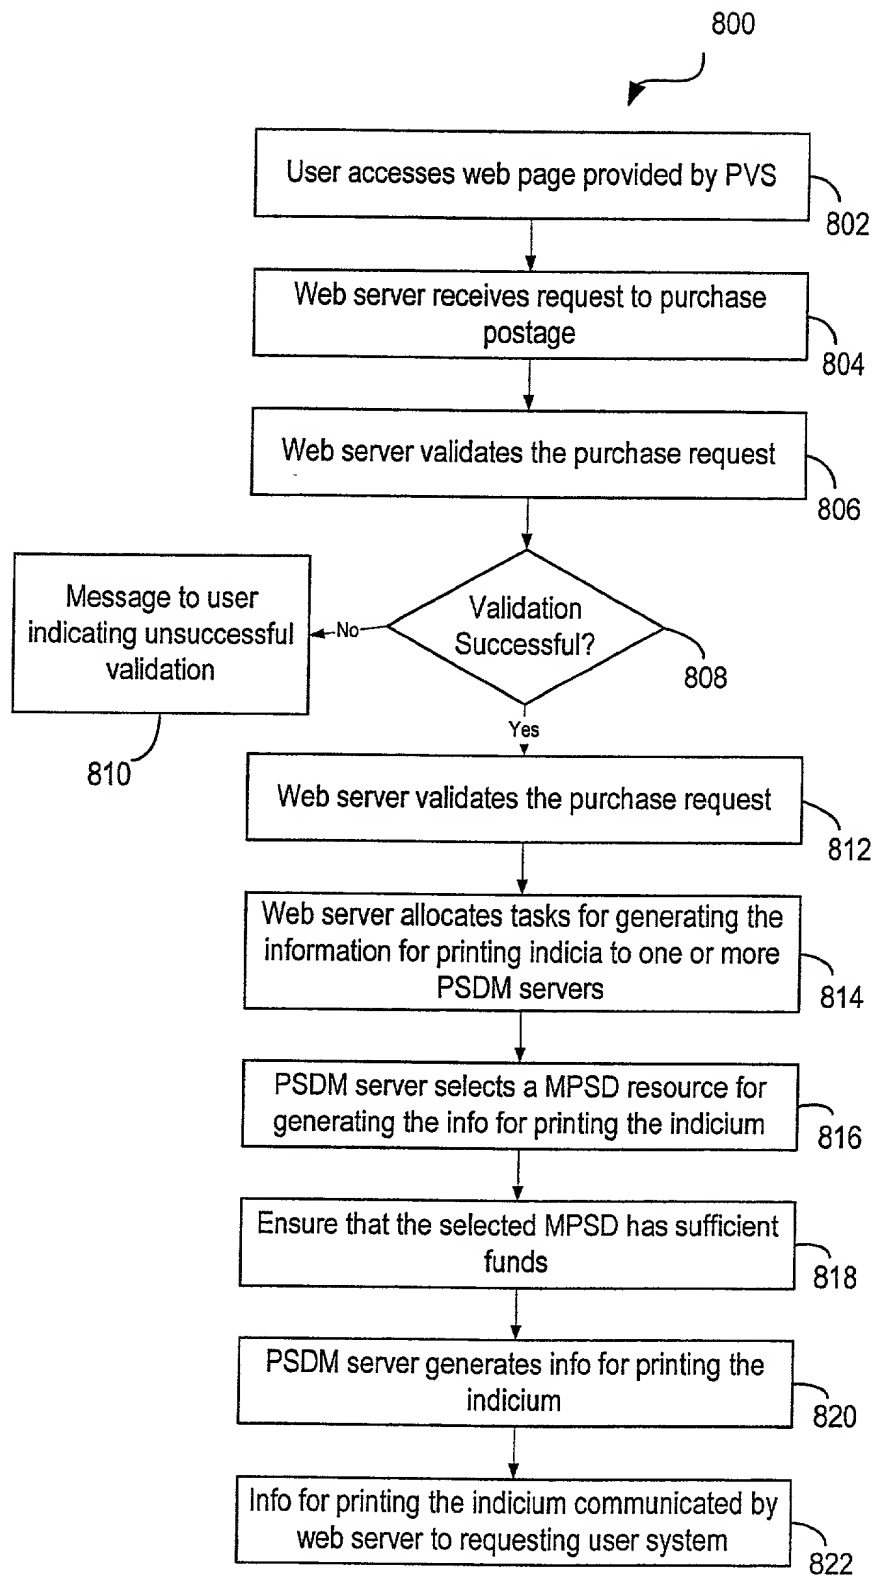 800
User accesses web page provided by PVS
802
Web server receives request to purchase
postage
804
Web server validates the purchase request
806
Validation
Successful?
808
No
Message to user
indicating unsuccessful
validation
810
Yes
Web server validates the purchase request
812
Web server allocates tasks for generating the
information for printing indicia to one or more
PSDM servers
814
PSDM server selects a MPSD resource for
generating the info for printing the indicium
816
Ensure that the selected MPSD has sufficient
funds
818
PSDM server generates info for printing the
indicium
820
Info for printing the indicium communicated by
web server to requesting user system
822